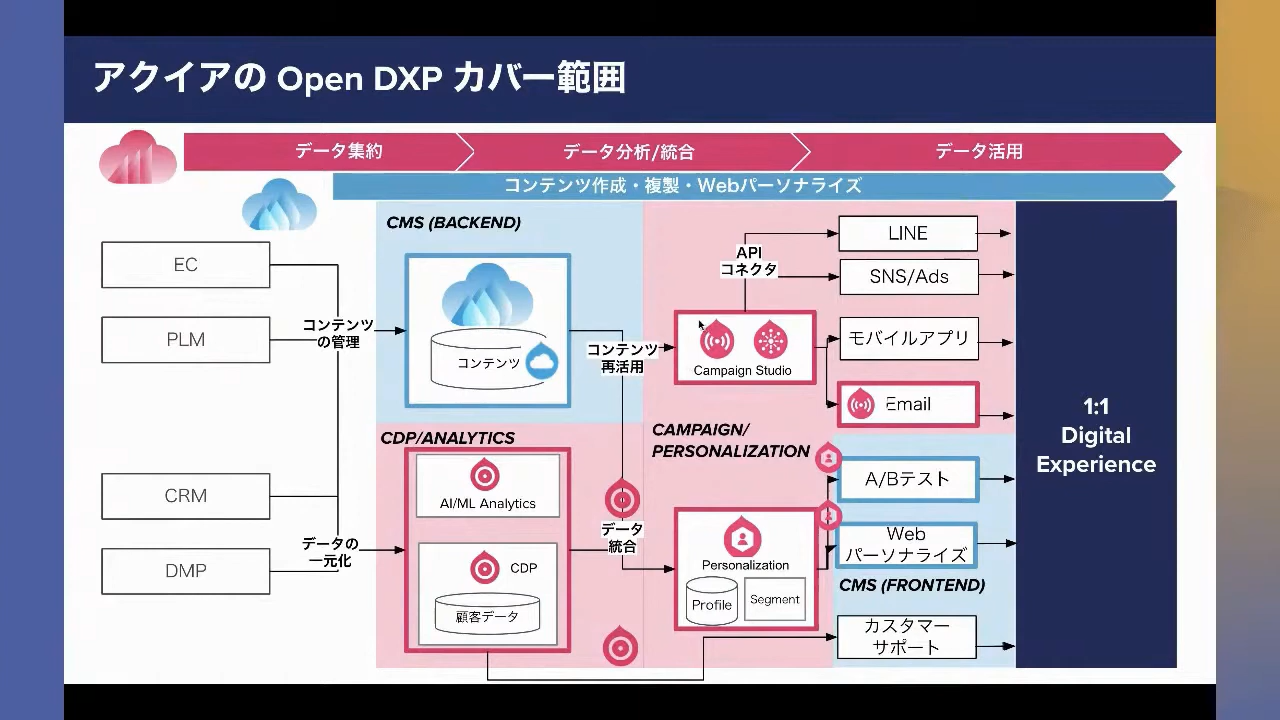 アクイアの Open DXP カバー範囲
データ集約
データ分析/統合
データ活用
コンテンツ作成・複製・Webパーソナライズ
CMS (BACKEND)
EC
PLM
コンテンツ
の管理
コンテンツ
コンテンツ
再活用
API
コネクタ
Campaign Studio
LINE
SNS/Ads
モバイルアプリ
Email
CDP/ANALYTICS
AI/ML Analytics
CDP
顧客データ
CRM
DMP
データの
一元化
データ
統合
CAMPAIGN/
PERSONALIZATION
Personalization
Profile
Segment
A/Bテスト
Web
パーソナライズ
CMS (FRONTEND)
カスタマー
サポート
1:1
Digital
Experience